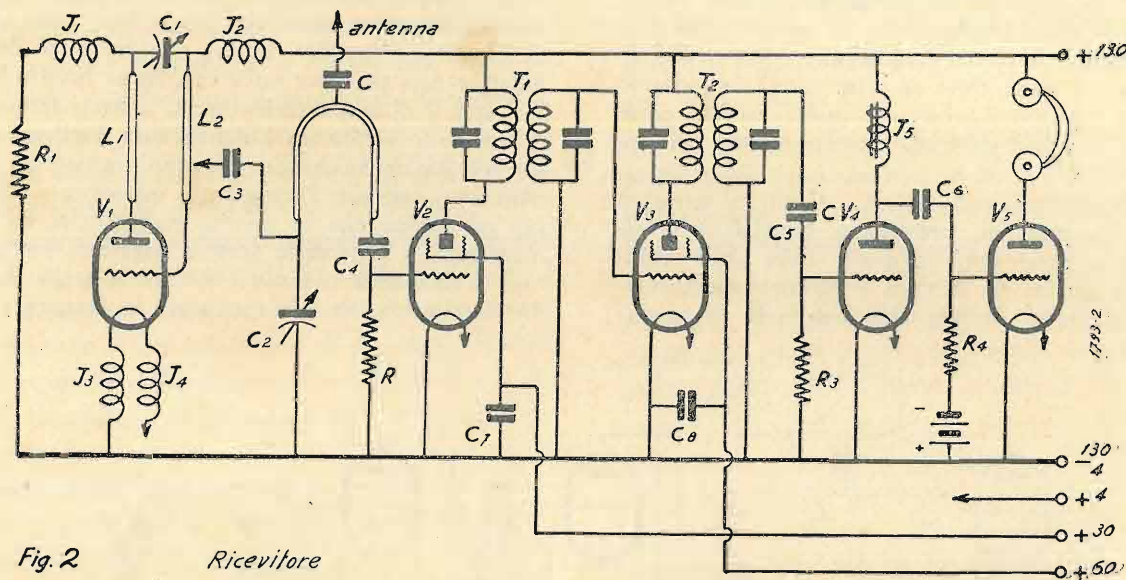 J1 C1 J2 antenna + 130
C T1 T2
R1 L1 L2 J5
C3
V1 V2 V3 C V4 C6 V5
C4 C5
C2 R R3 R4
J3 J4
C7 C8
- +
1793-2
- 130
4
+ 4
+ 30
+ 60
Fig. 2 Ricevitore